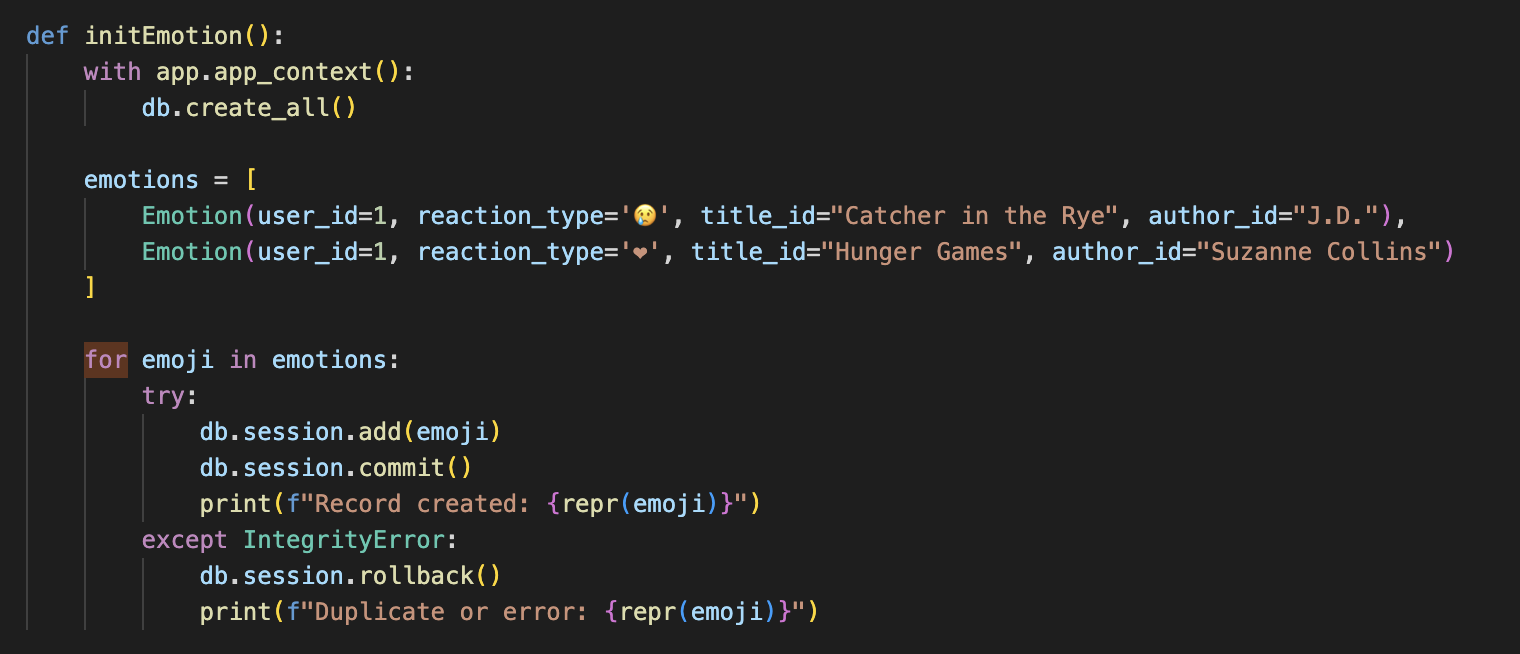 def initEmotion():
    with app.app_context():
        db.create_all()

    emotions = [
        Emotion(user_id=1, reaction_type='😢', title_id="Catcher in the Rye", author_id="J.D."),
        Emotion(user_id=1, reaction_type='❤', title_id="Hunger Games", author_id="Suzanne Collins")
    ]

    for emoji in emotions:
        try:
            db.session.add(emoji)
            db.session.commit()
            print(f"Record created: {repr(emoji)}")
        except IntegrityError:
            db.session.rollback()
            print(f"Duplicate or error: {repr(emoji)}")